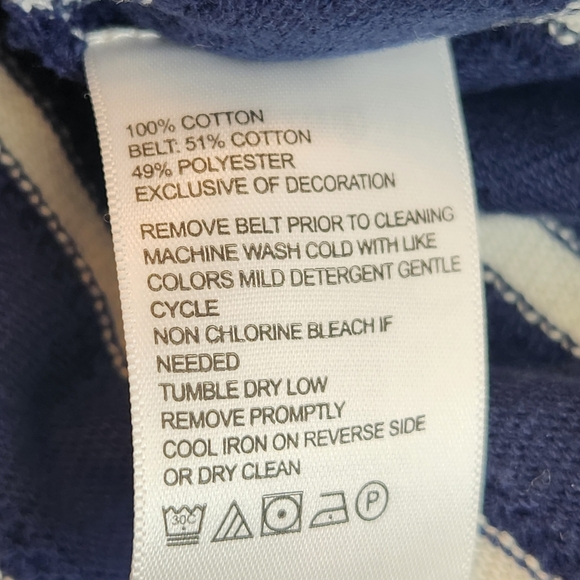 100% COTTON
BELT: 51% COTTON
49% POLYESTER
EXCLUSIVE OF DECORATION
REMOVE BELT PRIOR TO CLEANING
MACHINE WASH COLD WITH LIKE
COLORS MILD DETERGENT GENTLE
CYCLE
NON CHLORINE BLEACH IF
NEEDED
TUMBLE DRY LOW
REMOVE PROMPTLY
COOL IRON ON REVERSE SIDE
OR DRY CLEAN
30C P